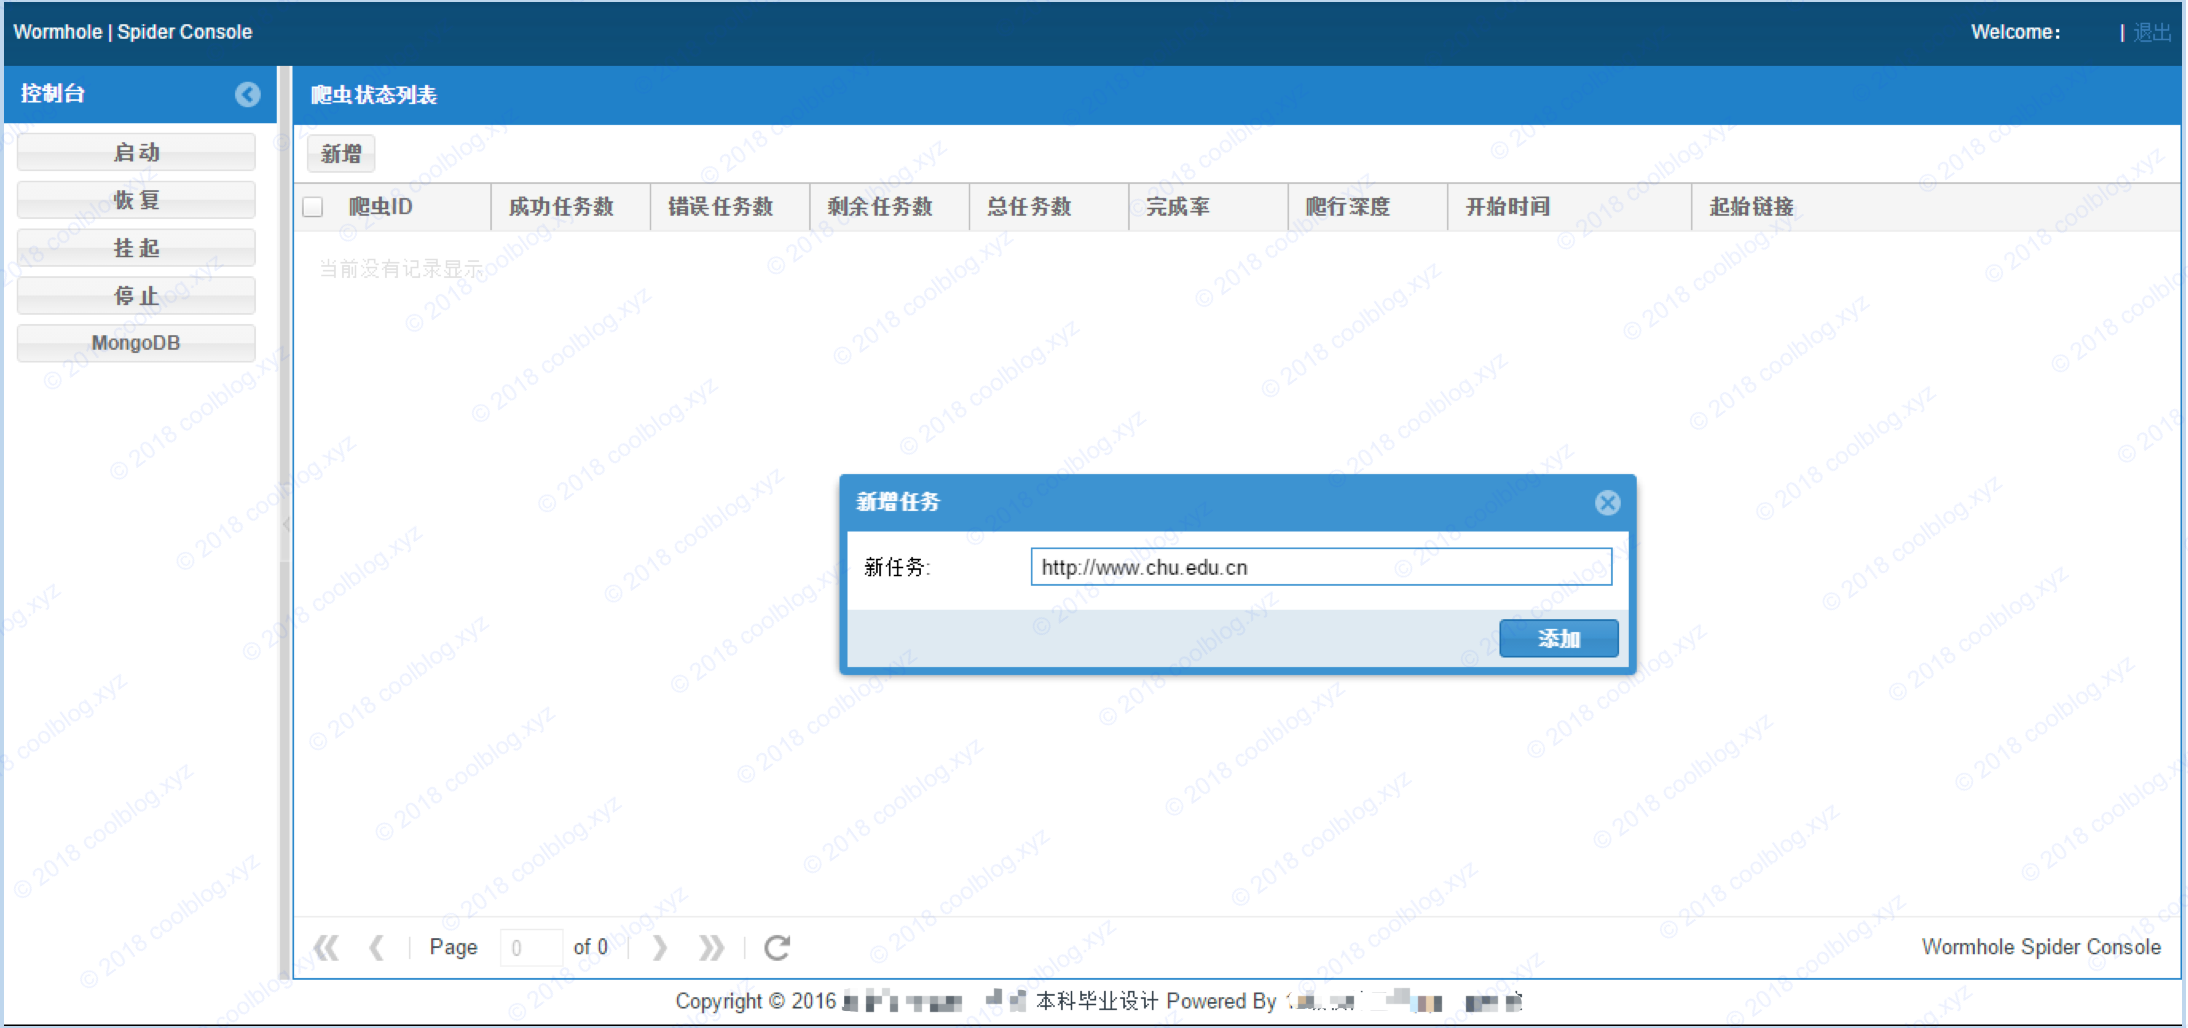 Wormhole | Spider Console
Welcome: | 退出
控制台
启动
恢复
挂起
停止
MongoDB
爬虫状态列表
新增
爬虫ID 成功任务数 错误任务数 剩余任务数 总任务数 完成率 爬行深度 开始时间 起始链接
当前没有记录显示
新增任务
新任务: http://www.chu.edu.cn
添加
Page 0 of 0
Wormhole Spider Console
Copyright © 2016 本科毕业设计 Powered By
© 2018 coolblog.xyz